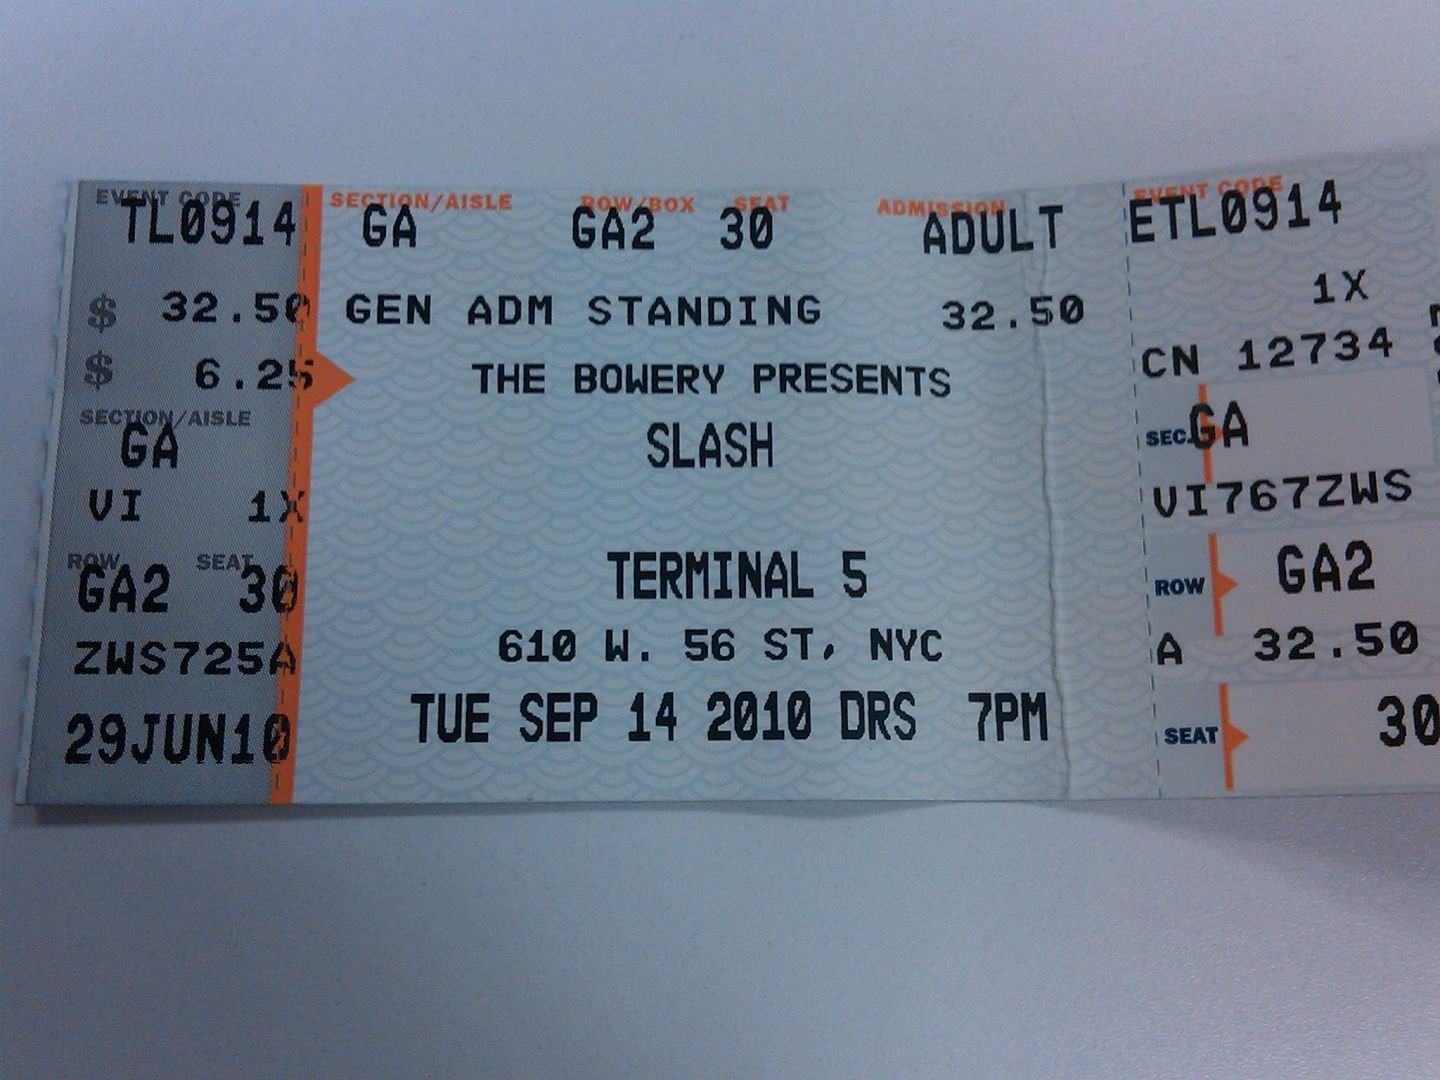 EVENT CODE
TL0914
$ 32.50
$ 6.25
SECTION/AISLE
GA
VI 1X
ROW SEAT
GA2 30
ZWS725A
29JUN10
SECTION/AISLE ROW/BOX SEAT ADMISSION
GA GA2 30 ADULT
GEN ADM STANDING 32.50
THE BOWERY PRESENTS
SLASH
TERMINAL 5
610 W. 56 ST, NYC
TUE SEP 14 2010 DRS 7PM
EVENT CODE
ETL0914
1X
CN 12734
SEC. GA
VI767ZWS
ROW GA2
A 32.50
SEAT 30